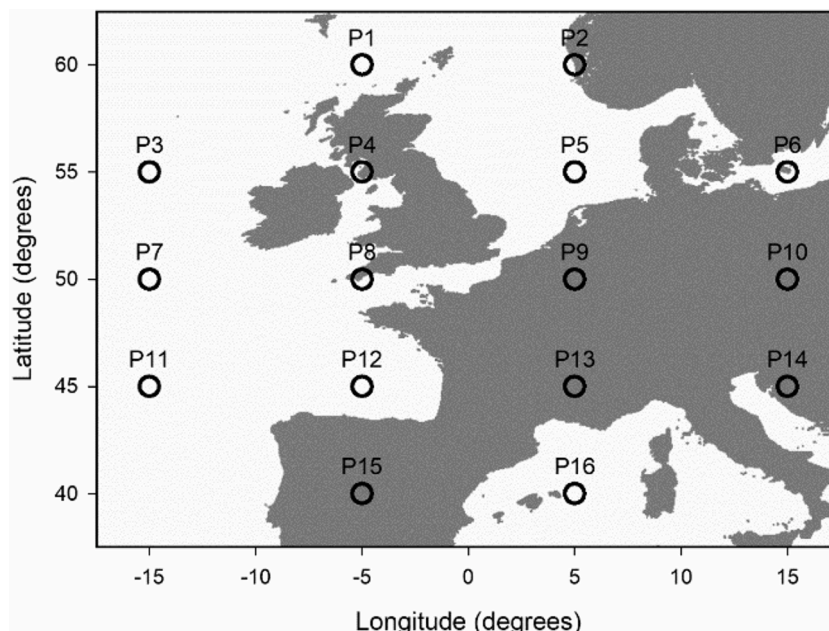 P1 P2
60
P3 P4 P5 P6
55
P7 P8 P9 P10
50
P11 P12 P13 P14
45
P15 P16
40
Latitude (degrees)
-15 -10 -5 0 5 10 15
Longitude (degrees)